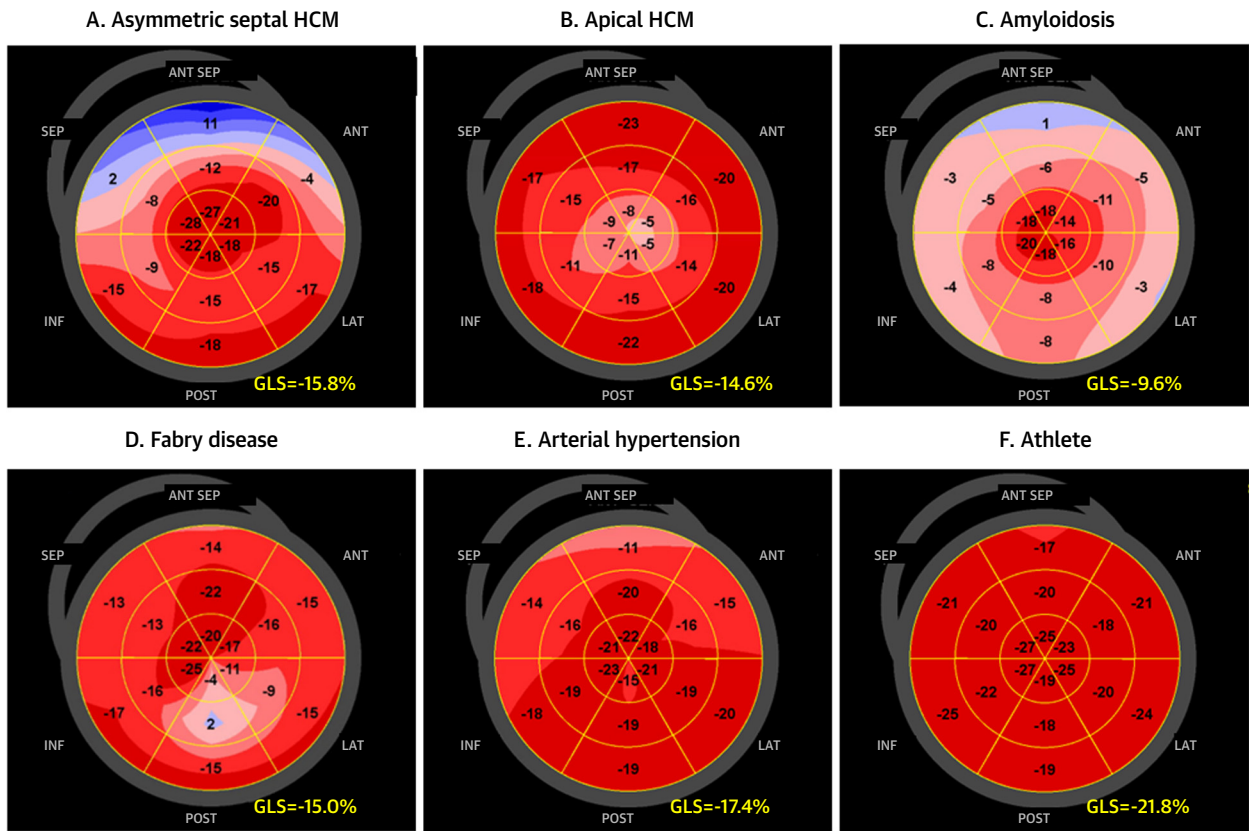 A. Asymmetric septal HCM
ANT SEP
SEP
ANT
11
2
-4
-12
-8
-20
-27
-28
-21
-22
-18
-18
-9
-15
-15
-17
-15
-18
INF
LAT
POST
GLS=-15.8%
B. Apical HCM
ANT SEP
SEP
ANT
-23
-17
-17
-20
-15
-16
-8
-9
-5
-7
-5
-11
-11
-14
-18
-20
-15
-22
INF
LAT
POST
GLS=-14.6%
C. Amyloidosis
ANT SEP
SEP
ANT
1
-6
-3
-5
-5
-11
-18
-18
-14
-20
-16
-18
-8
-10
-4
-3
-8
-8
INF
LAT
POST
GLS=-9.6%
D. Fabry disease
ANT SEP
SEP
ANT
-14
-22
-13
-15
-13
-16
-20
-22
-17
-25
-11
-4
-16
-9
-17
-15
2
-15
INF
LAT
POST
GLS=-15.0%
E. Arterial hypertension
ANT SEP
SEP
ANT
-11
-20
-14
-15
-16
-16
-22
-21
-18
-23
-21
-15
-19
-19
-18
-20
-19
-19
INF
LAT
POST
GLS=-17.4%
F. Athlete
ANT SEP
SEP
ANT
-17
-20
-21
-21
-20
-18
-25
-27
-23
-27
-25
-19
-22
-20
-25
-24
-18
-19
INF
LAT
POST
GLS=-21.8%